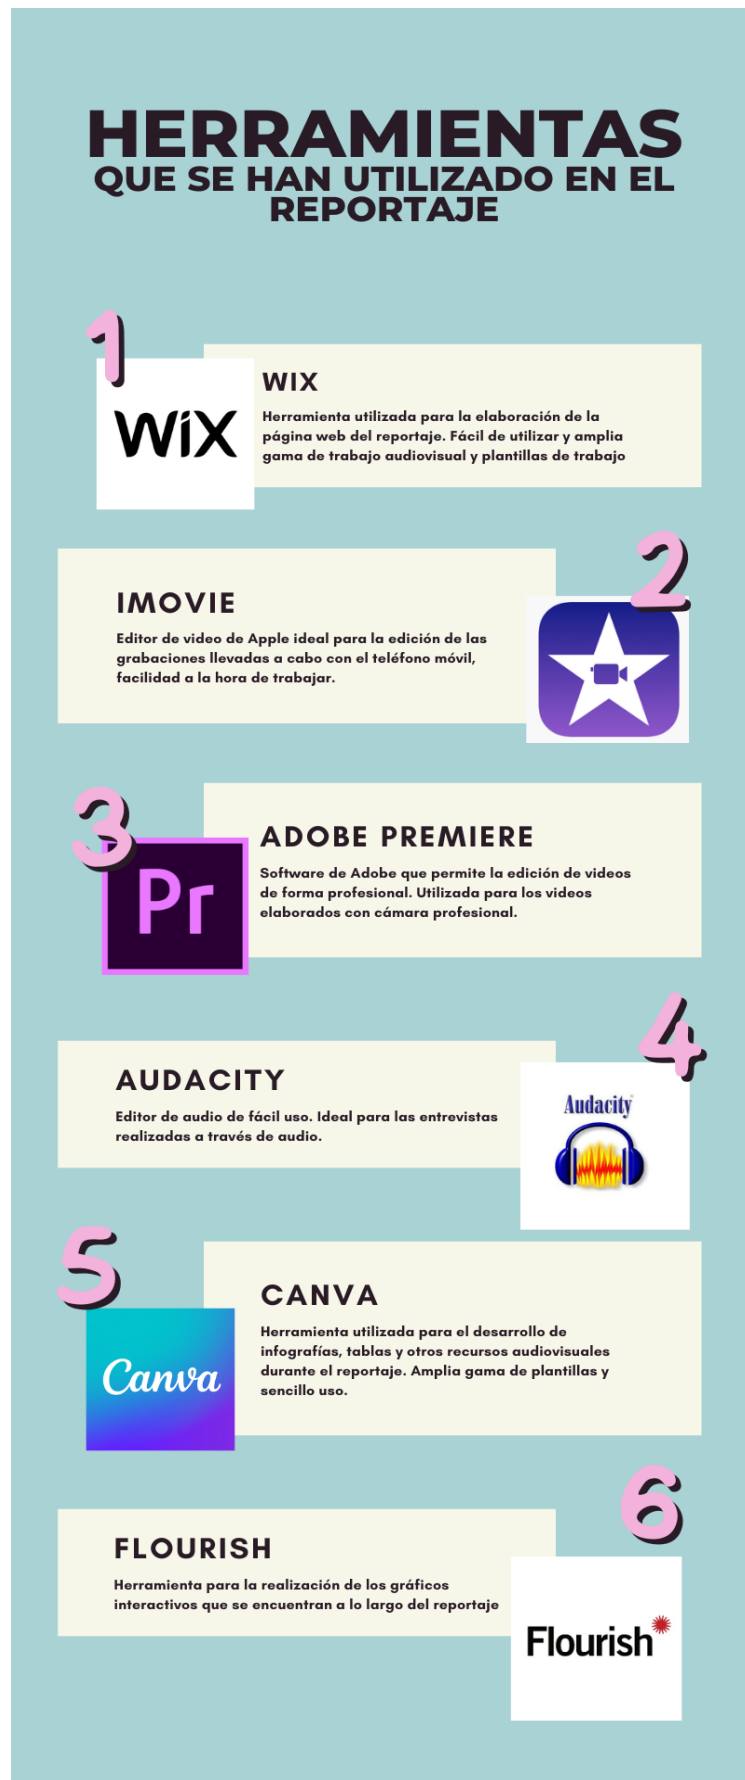 HERRAMIENTAS
QUE SE HAN UTILIZADO EN EL
REPORTAJE
1
WiX
WIX
Herramienta utilizada para la elaboración de la
página web del reportaje. Fácil de utilizar y amplia
gama de trabajo audiovisual y plantillas de trabajo
2
IMOVIE
Editor de video de Apple ideal para la edición de las
grabaciones llevadas a cabo con el teléfono móvil,
facilidad a la hora de trabajar.
3
Pr
ADOBE PREMIERE
Software de Adobe que permite la edición de videos
de forma profesional. Utilizada para los videos
elaborados con cámara profesional.
4
AUDACITY
Editor de audio de fácil uso. Ideal para las entrevistas
realizadas a través de audio.
Audacity
5
Canva
CANVA
Herramienta utilizada para el desarrollo de
infografías, tablas y otros recursos audiovisuales
durante el reportaje. Amplia gama de plantillas y
sencillo uso.
6
FLOURISH
Herramienta para la realización de los gráficos
interactivos que se encuentran a lo largo del reportaje
Flourish